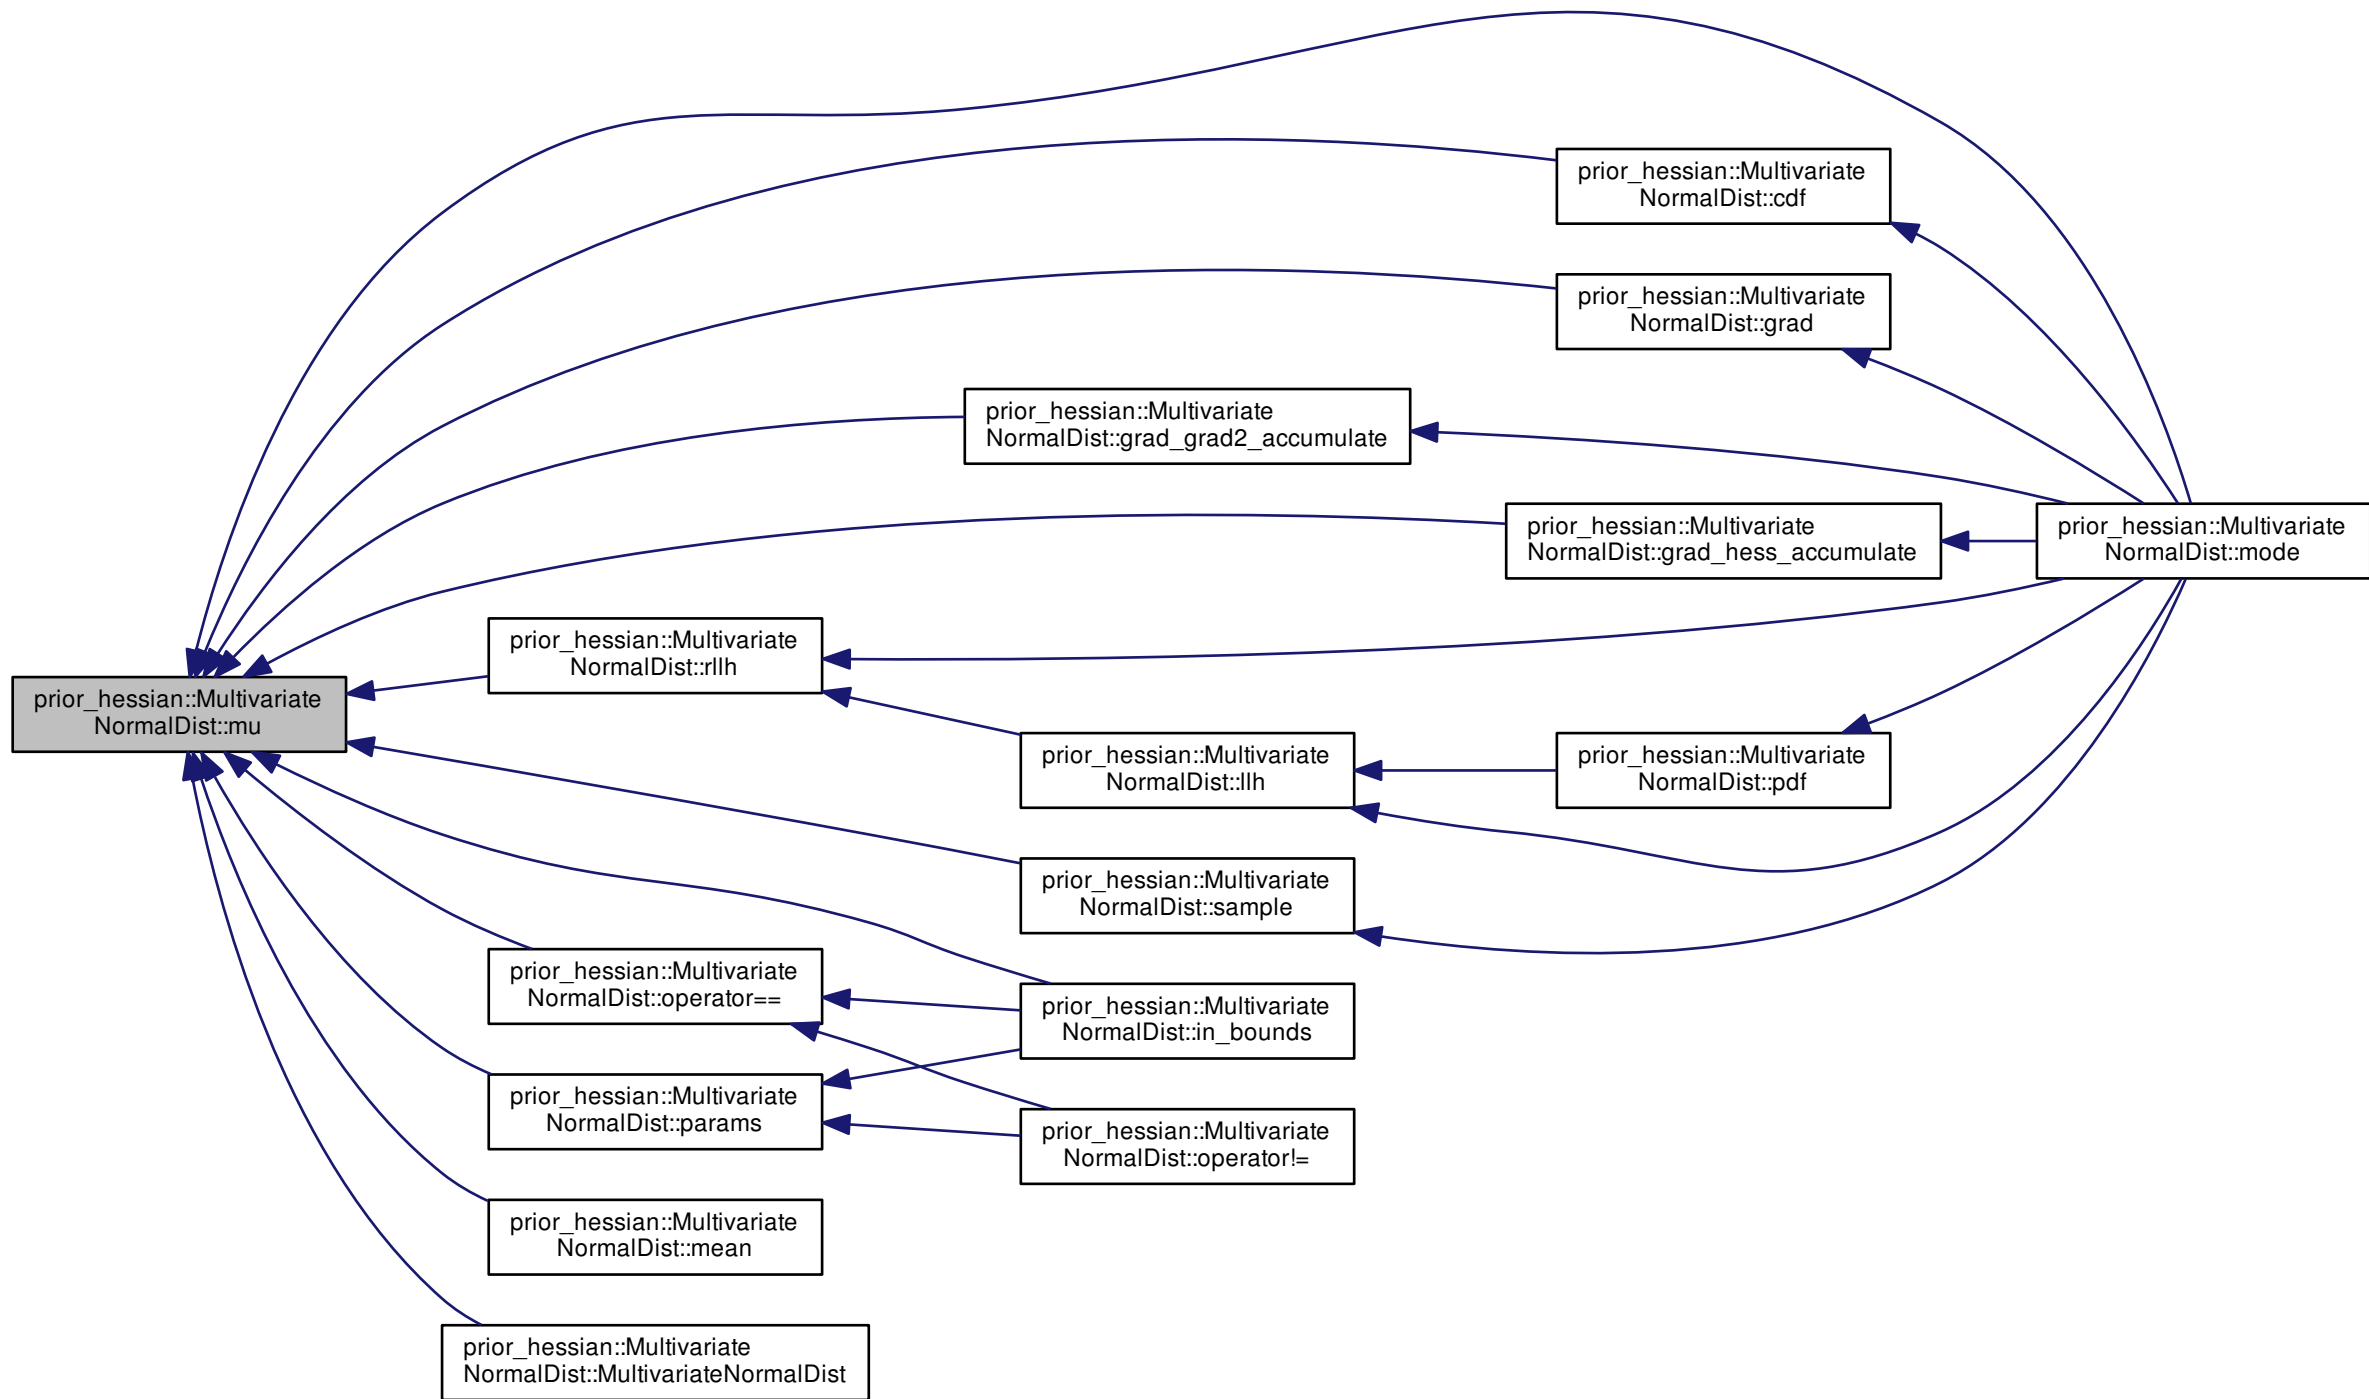 prior_hessian::Multivariate
NormalDist::cdf
prior_hessian::Multivariate
NormalDist::grad
prior_hessian::Multivariate
NormalDist::grad_grad2_accumulate
prior_hessian::Multivariate
NormalDist::grad_hess_accumulate
prior_hessian::Multivariate
NormalDist::mode
prior_hessian::Multivariate
NormalDist::rllh
prior_hessian::Multivariate
NormalDist::mu
prior_hessian::Multivariate
NormalDist::llh
prior_hessian::Multivariate
NormalDist::pdf
prior_hessian::Multivariate
NormalDist::sample
prior_hessian::Multivariate
NormalDist::operator==
prior_hessian::Multivariate
NormalDist::in_bounds
prior_hessian::Multivariate
NormalDist::params
prior_hessian::Multivariate
NormalDist::operator!=
prior_hessian::Multivariate
NormalDist::mean
prior_hessian::Multivariate
NormalDist::MultivariateNormalDist